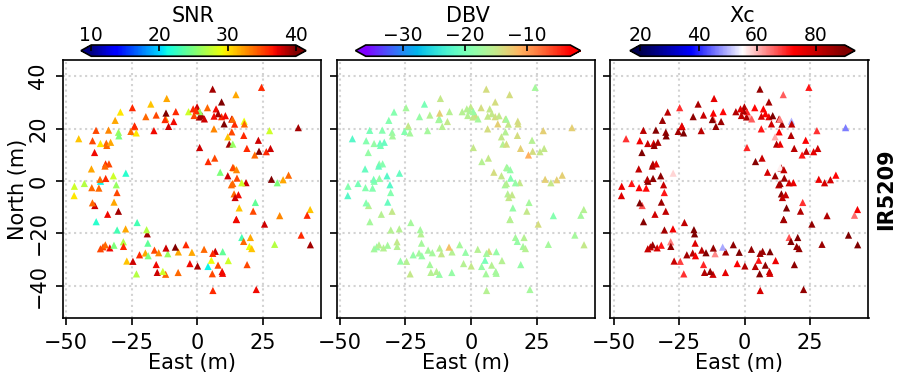 SNR DBV Xc
10 20 30 40 −30 −20 −10 20 40 60 80
North (m)
40
20
0
−20
−40
IR5209
−50 −25 0 25 −50 −25 0 25 −50 −25 0 25
East (m) East (m) East (m)